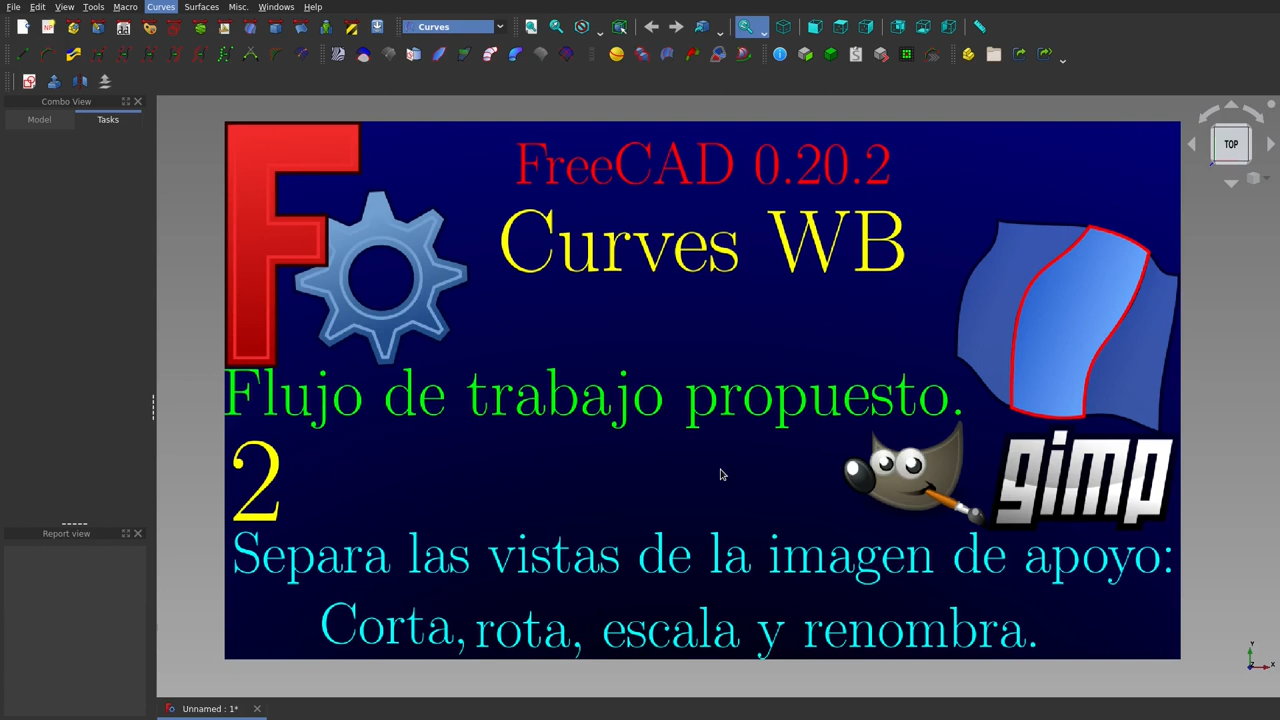 File Edit View Tools Macro Curves Surfaces Misc. Windows Help
Curves
Combo View
Model Tasks
TOP
FreeCAD 0.20.2
Curves WB
Flujo de trabajo propuesto.
gimp
2
Separa las vistas de la imagen de apoyo:
Corta, rota, escala y renombra.
Report view
Y
X
Unnamed : 1*